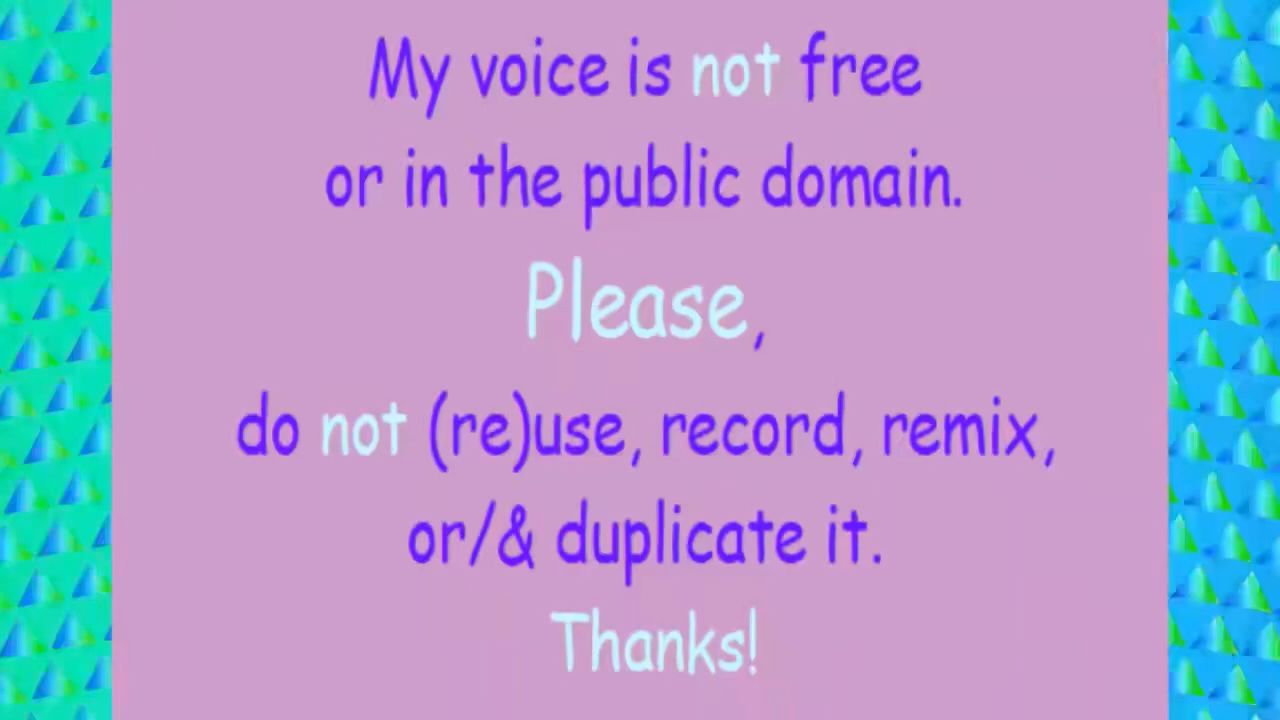 My voice is not free
or in the public domain.
Please,
do not (re)use, record, remix,
or/& duplicate it.
Thanks!